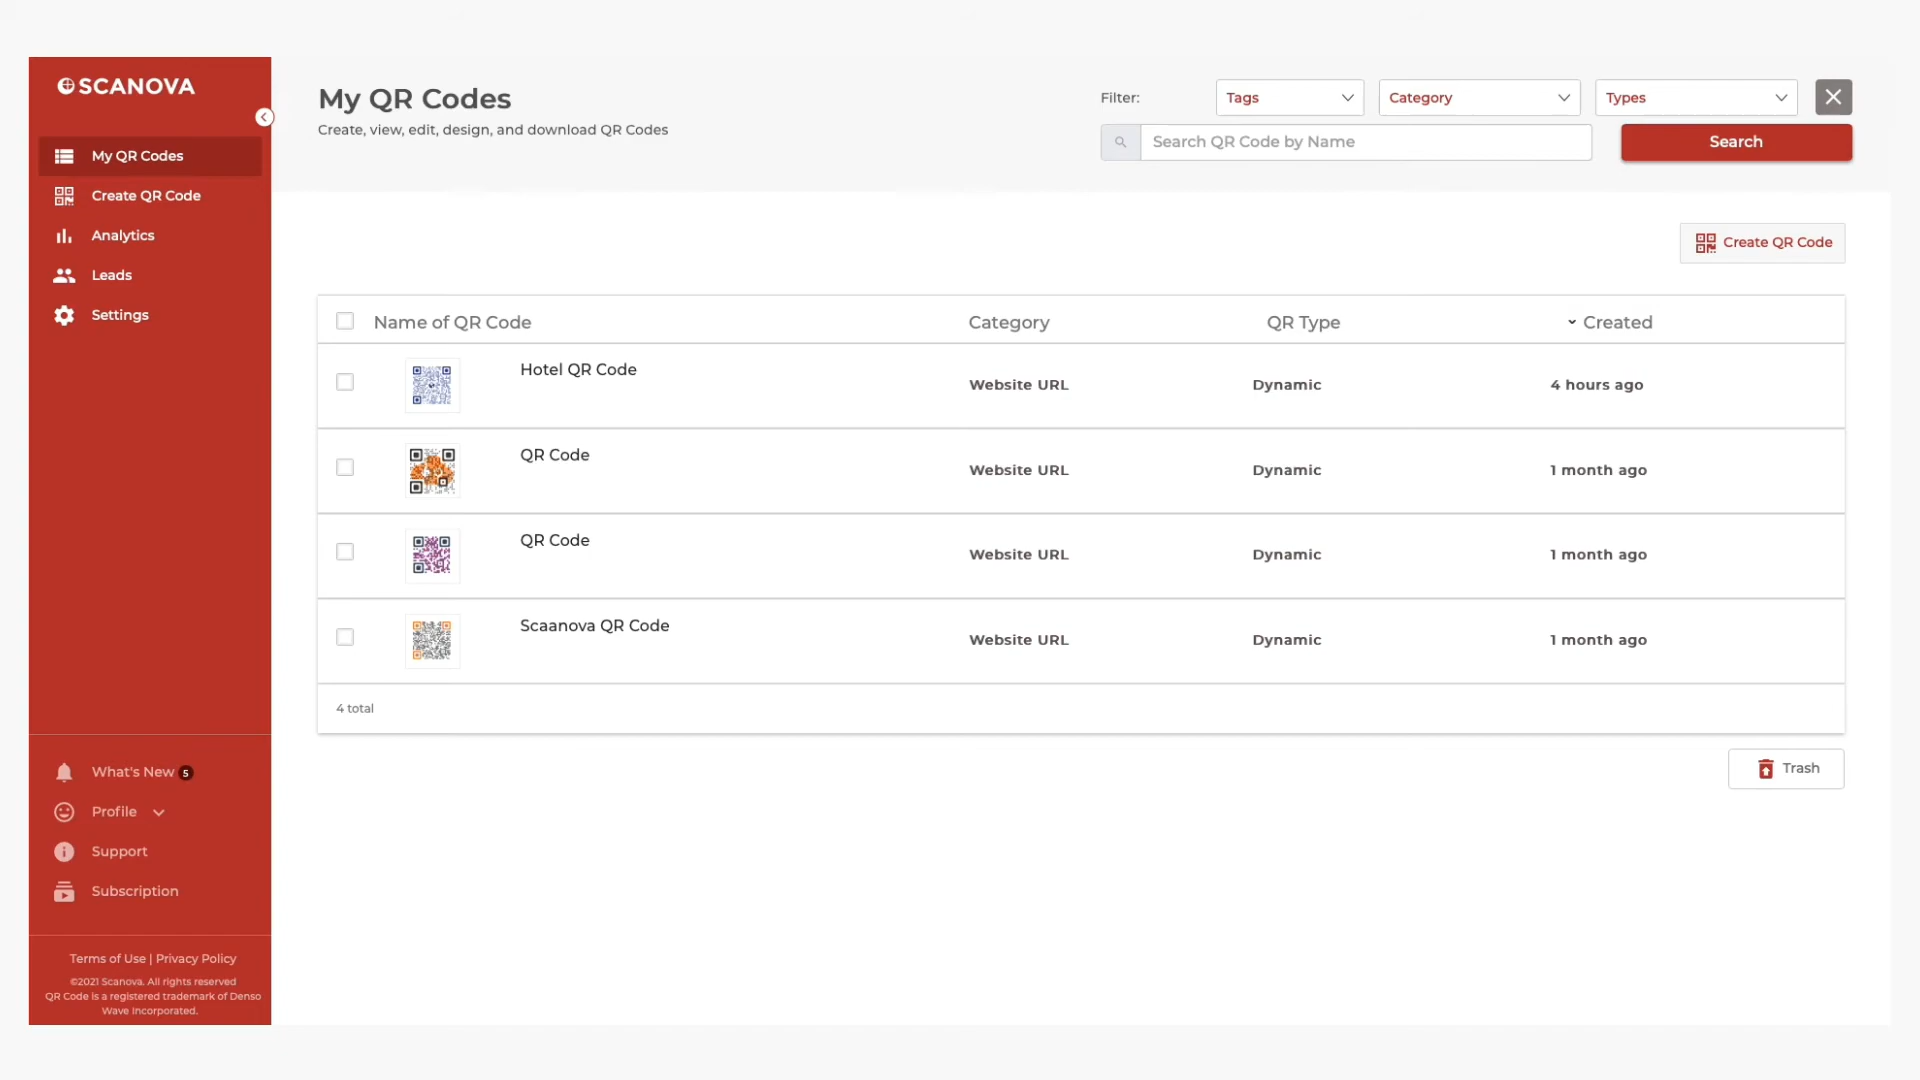 SCANOVA
My QR Codes
Create QR Code
Analytics
Leads
Settings
What's New 5
Profile
Support
Subscription
Terms of Use | Privacy Policy
©2021 Scanova. All rights reserved
QR Code is a registered trademark of Denso
Wave Incorporated.
My QR Codes
Create, view, edit, design, and download QR Codes
Filter: Tags Category Types
Search QR Code by Name Search
Create QR Code
Name of QR Code Category QR Type Created
Hotel QR Code Website URL Dynamic 4 hours ago
QR Code Website URL Dynamic 1 month ago
QR Code Website URL Dynamic 1 month ago
Scaanova QR Code Website URL Dynamic 1 month ago
4 total
Trash